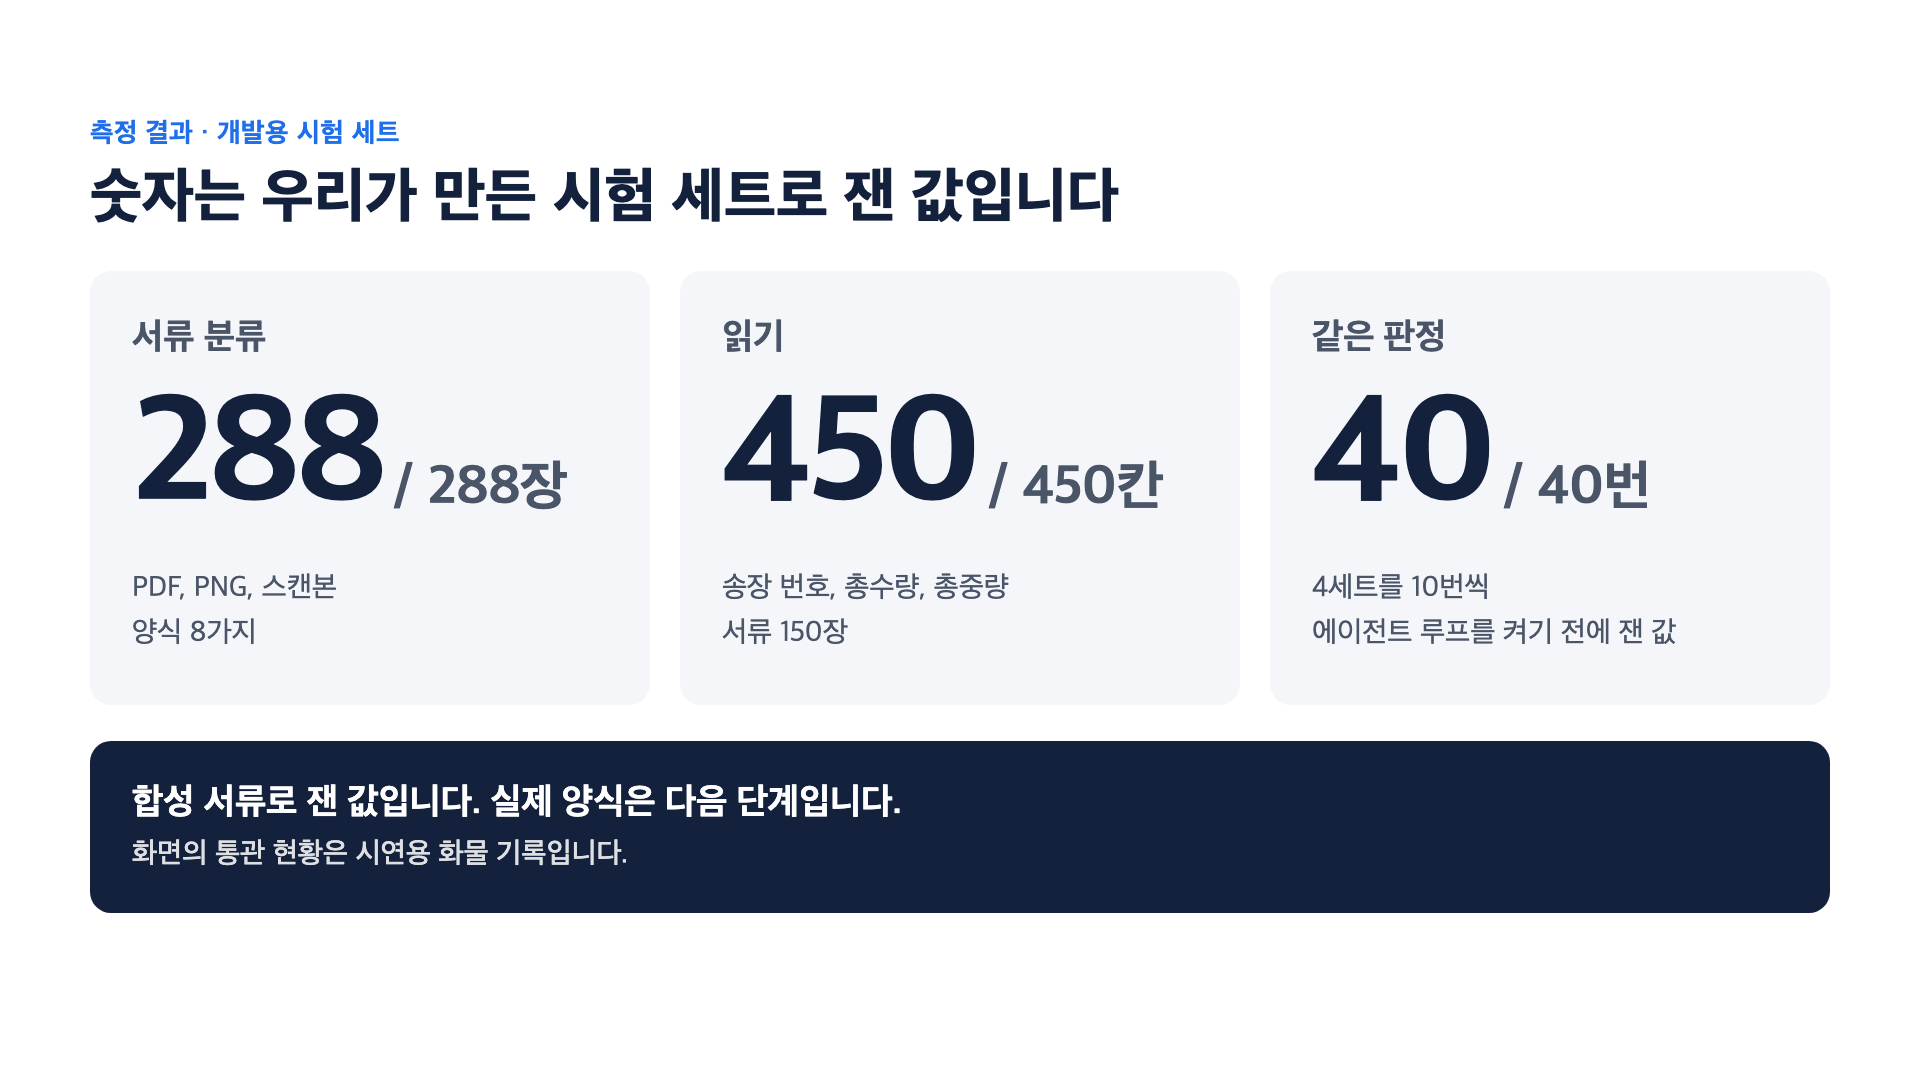 측정 결과 · 개발용 시험 세트
숫자는 우리가 만든 시험 세트로 잰 값입니다
서류 분류
288 / 288장
PDF, PNG, 스캔본
양식 8가지
읽기
450 / 450칸
송장 번호, 총수량, 총중량
서류 150장
같은 판정
40 / 40번
4세트를 10번씩
에이전트 루프를 켜기 전에 잰 값
합성 서류로 잰 값입니다. 실제 양식은 다음 단계입니다.
화면의 통관 현황은 시연용 화물 기록입니다.